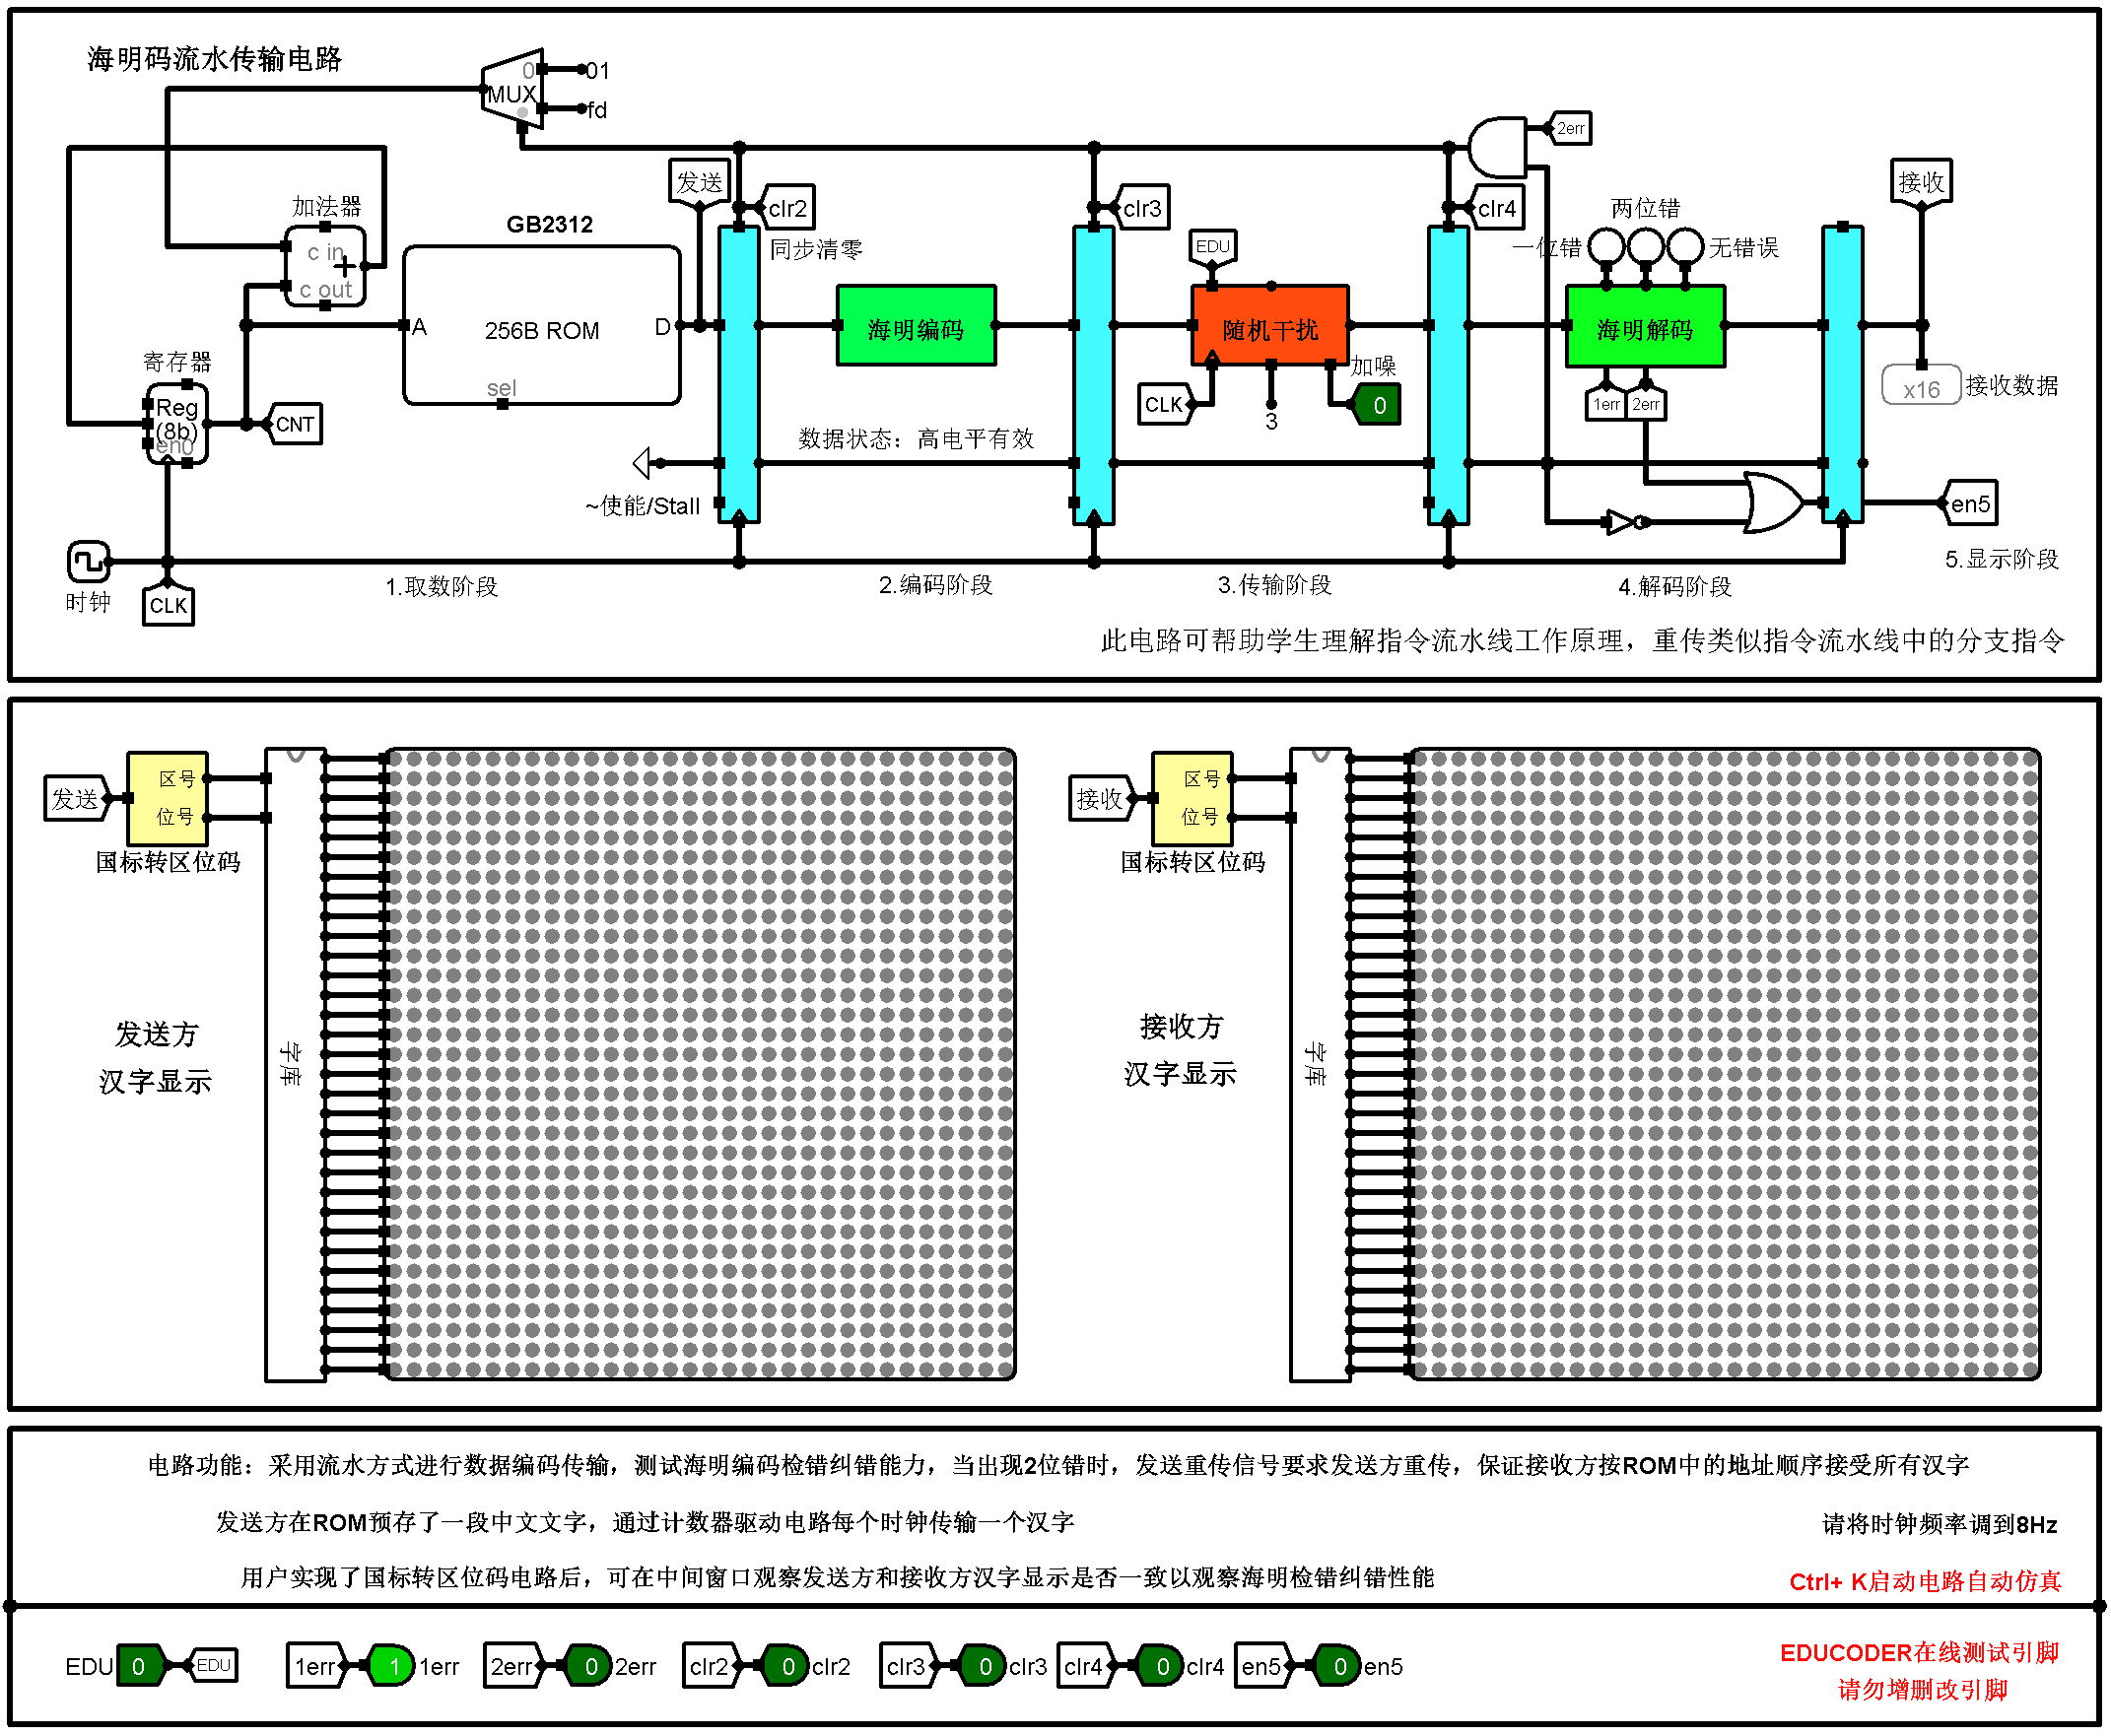 海明码流水传输电路
0
01
MUX
fd
2err
发送
接收
加法器
GB2312
clr2
clr3
clr4
两位错
c in
同步清零
EDU
一位错
无错误
c out
A
256B ROM
D
海明编码
随机干扰
海明解码
寄存器
sel
加噪
x16
接收数据
Reg
(8b)
en0
CNT
CLK
3
0
1err
2err
数据状态：高电平有效
~使能/Stall
en5
时钟
CLK
1.取数阶段
2.编码阶段
3.传输阶段
4.解码阶段
5.显示阶段
此电路可帮助学生理解指令流水线工作原理，重传类似指令流水线中的分支指令
发送
区号
位号
国标转区位码
发送方
汉字显示
字库
接收
区号
位号
国标转区位码
接收方
汉字显示
字库
电路功能：采用流水方式进行数据编码传输，测试海明编码检错纠错能力，当出现2位错时，发送重传信号要求发送方重传，保证接收方按ROM中的地址顺序接受所有汉字
发送方在ROM预存了一段中文文字，通过计数器驱动电路每个时钟传输一个汉字
请将时钟频率调到8Hz
用户实现了国标转区位码电路后，可在中间窗口观察发送方和接收方汉字显示是否一致以观察海明检错纠错性能
Ctrl+ K启动电路自动仿真
EDU 0 EDU
1err 1 1err
2err 0 2err
clr2 0 clr2
clr3 0 clr3
clr4 0 clr4
en5 0 en5
EDUCODER在线测试引脚
请勿增删改引脚